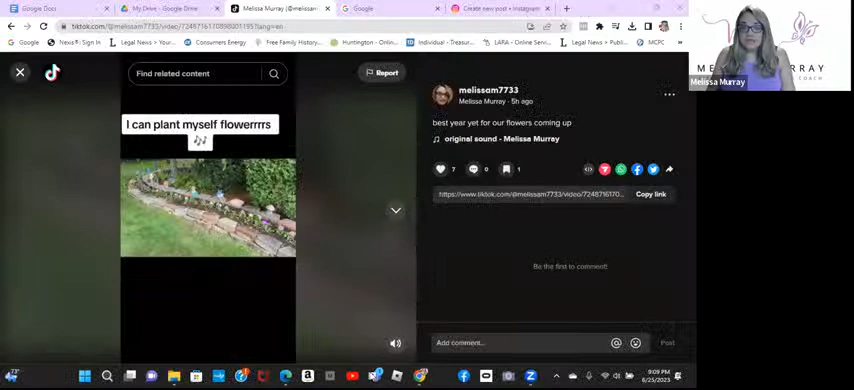 Google Docs
My Drive - Google Drive
Melissa Murray (@melissam
Google
Create new post • Instagram
tiktok.com/@melissam7733/video/7248716170898001195?lang=en
Google
Nexis®: Sign In
Legal News > Your...
Consumers Energy
Free Family History...
Huntington - Onlin...
Individual - Treasur...
LARA - Online Servi...
Legal News > Publi...
MCPC
Find related content
Report
I can plant myself flowerrrrs
melissam7733
Melissa Murray · 5h ago
best year yet for our flowers coming up
original sound - Melissa Murray
7
0
1
https://www.tiktok.com/@melissam7733/video/7248716170...
Copy link
Be the first to comment!
Add comment...
Post
73°
9:09 PM
6/25/2023
RRAY
COACH
Melissa Murray